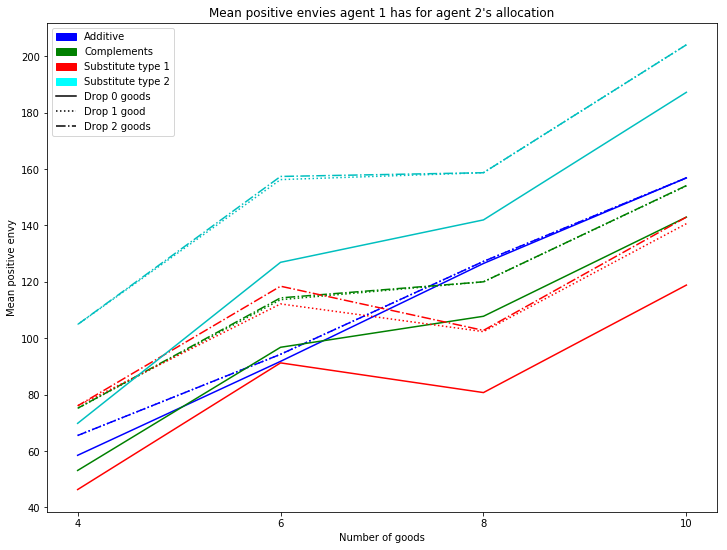 Mean positive envies agent 1 has for agent 2's allocation
Additive
Complements
Substitute type 1
Substitute type 2
Drop 0 goods
Drop 1 good
Drop 2 goods
200
180
160
140
120
100
80
60
40
Mean positive envy
4
6
8
10
Number of goods